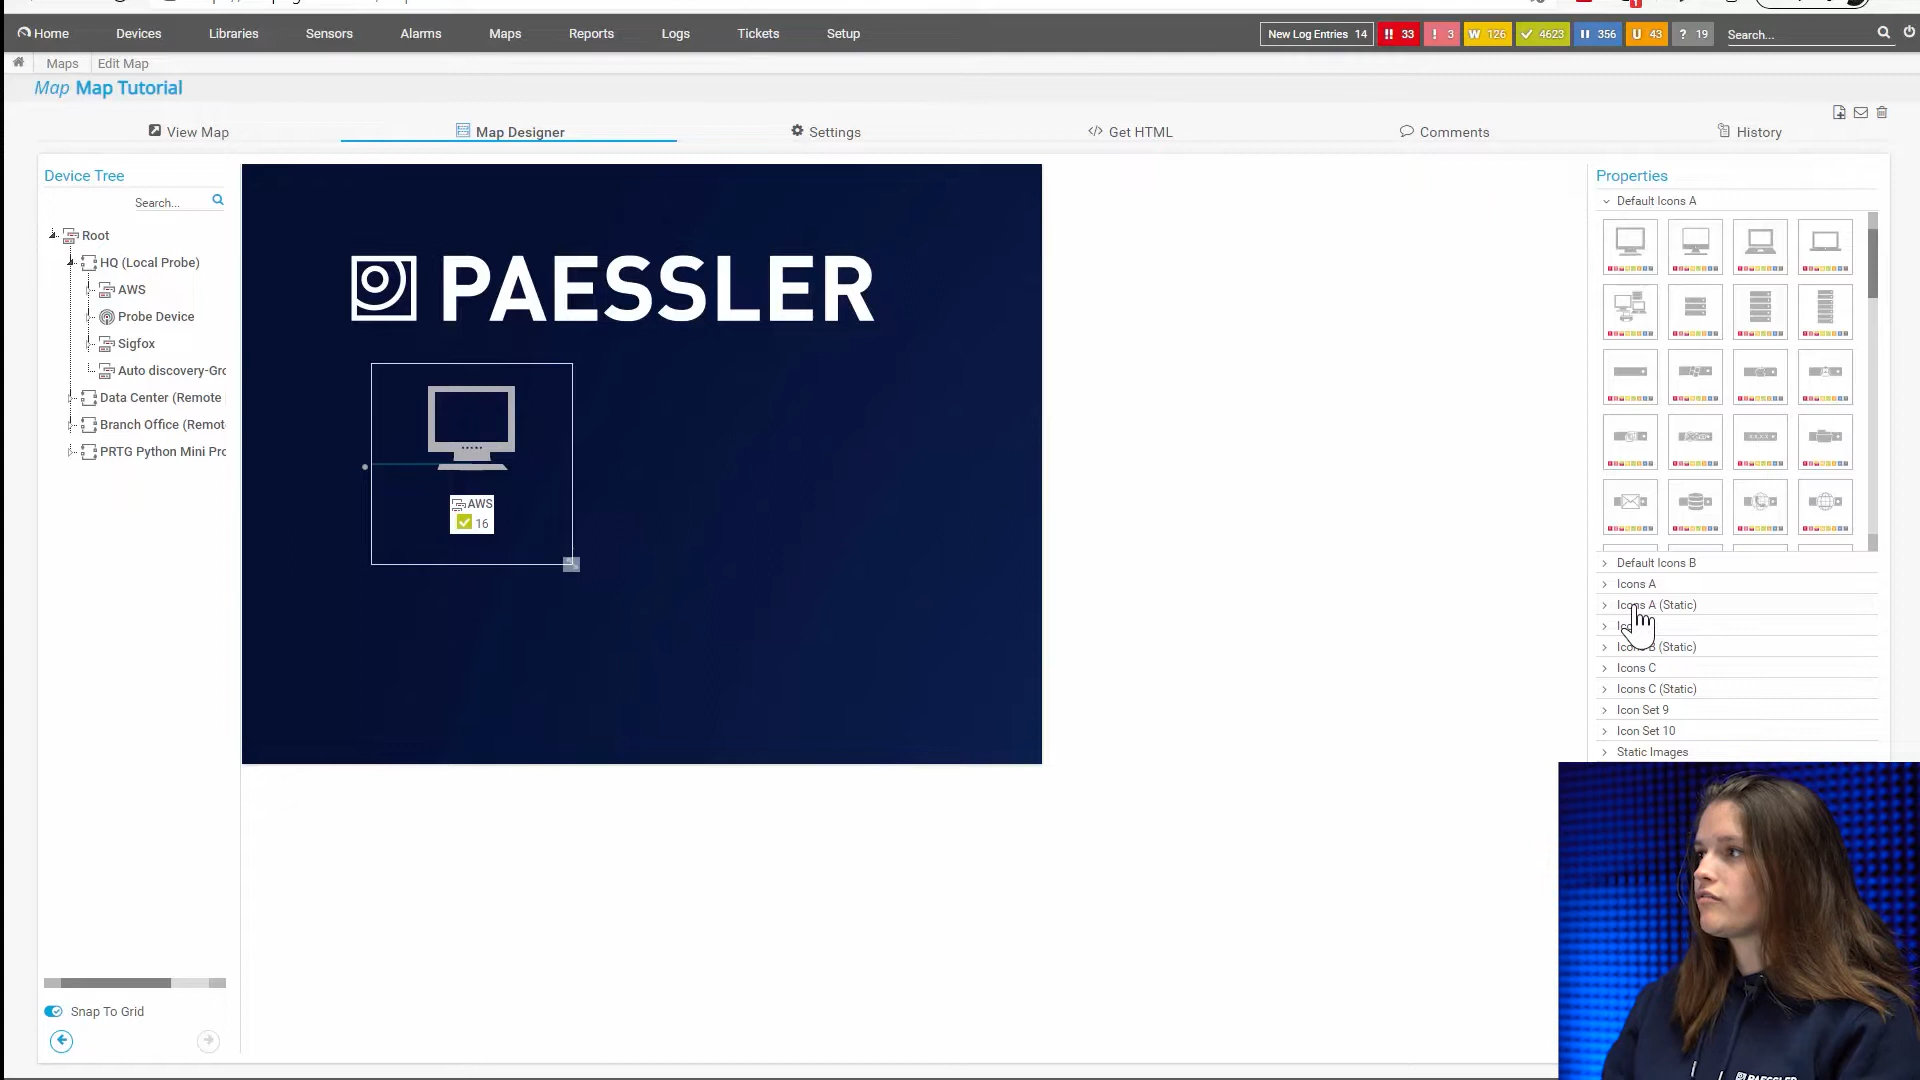 Home
Devices
Libraries
Sensors
Alarms
Maps
Reports
Logs
Tickets
Setup
New Log Entries 14
!! 33
! 3
W 126
4623
356
U 43
? 19
Search...
Maps
Edit Map
Map Map Tutorial
View Map
Map Designer
Settings
</> Get HTML
Comments
History
Device Tree
Search...
Root
HQ (Local Probe)
AWS
Probe Device
Sigfox
Auto discovery-Gro
Data Center (Remote
Branch Office (Remot
PRTG Python Mini Pro
Snap To Grid
PAESSLER
AWS
16
Properties
Default Icons A
Default Icons B
Icons A
Icons A (Static)
Icons B (Static)
Icons C
Icons C (Static)
Icon Set 9
Icon Set 10
Static Images
PAESSLER